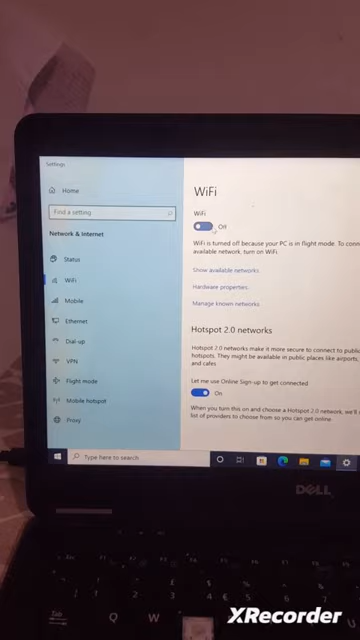 Settings
Home
Find a setting
Network & Internet
Status
WiFi
Mobile
Ethernet
Dial-up
VPN
Flight mode
Mobile hotspot
Proxy
WiFi
WiFi
Off
WiFi is turned off because your PC is in flight mode. To conn
available network, turn on WiFi.
Show available networks
Hardware properties
Manage known networks
Hotspot 2.0 networks
Hotspot 2.0 networks make it more secure to connect to public
hotspots. They might be available in public places like airports,
and cafés
Let me use Online Sign-up to get connected
On
When you turn this on and choose a Hotspot 2.0 network, we'll
list of providers to choose from so you can get online
Type here to search
DELL
Esc
Tab
Q
W
XRecorder